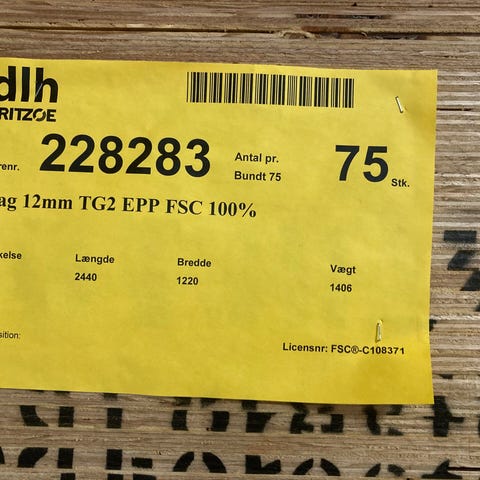 dlh
RITZOE
renr. 228283 Antal pr. 75 Stk.
Bundt 75
ag 12mm TG2 EPP FSC 100%
kelse Længde Bredde Vægt
2440 1220 1406
sition:
Licensnr: FSC®-C108371